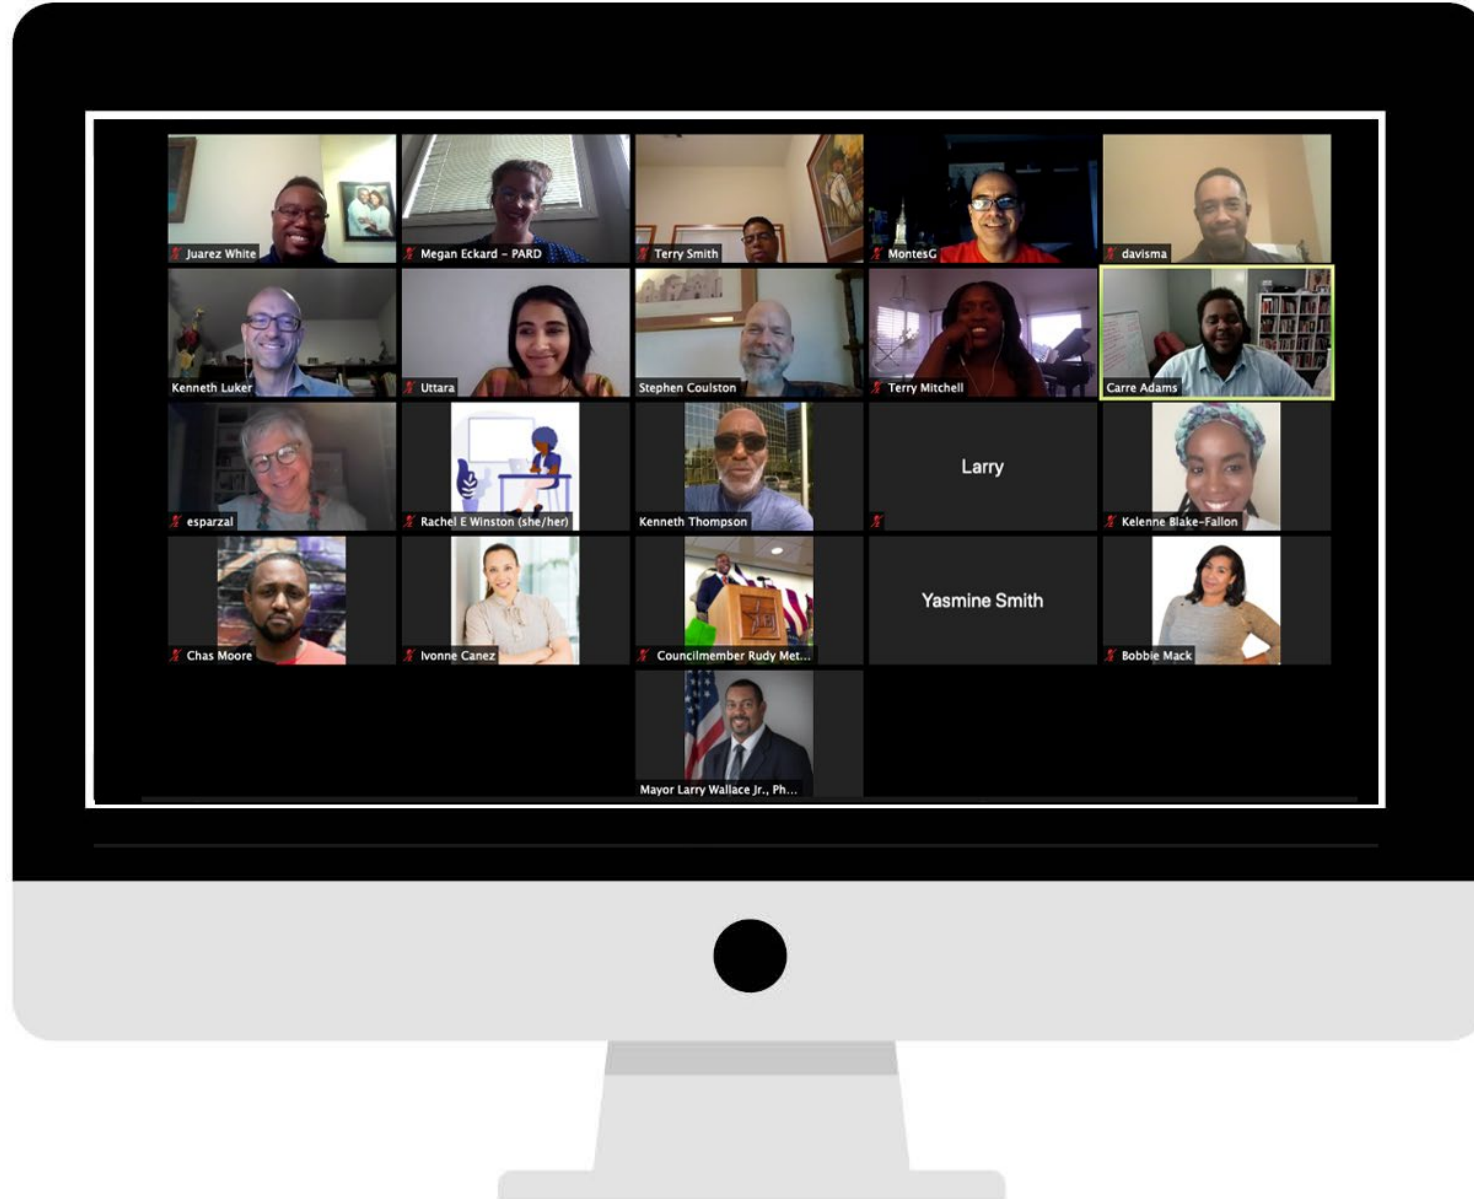 Juarez White
Megan Eckard – PARD
Terry Smith
MontesG
davisma
Kenneth Luker
Uttara
Stephen Coulston
Terry Mitchell
Carre Adams
esparzal
Rachel E Winston (she/her)
Kenneth Thompson
Larry
Kelenne Blake-Fallon
Chas Moore
Ivonne Canez
Councilmember Rudy Met...
Yasmine Smith
Bobbie Mack
Mayor Larry Wallace Jr., Ph...